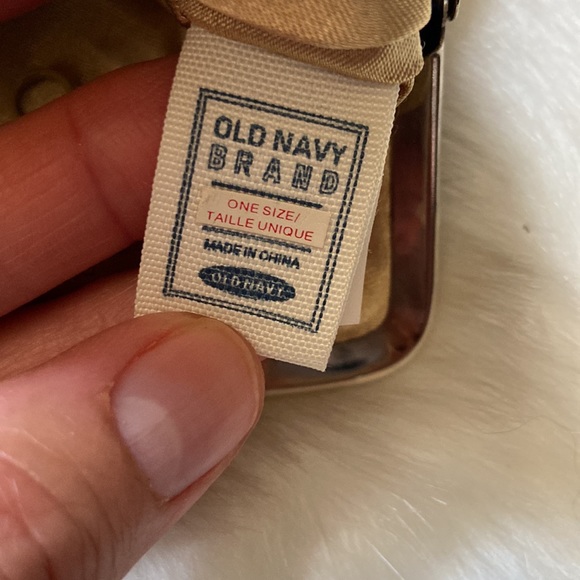 OLD NAVY
BRAND
ONE SIZE/
TAILLE UNIQUE
MADE IN CHINA
OLD NAVY